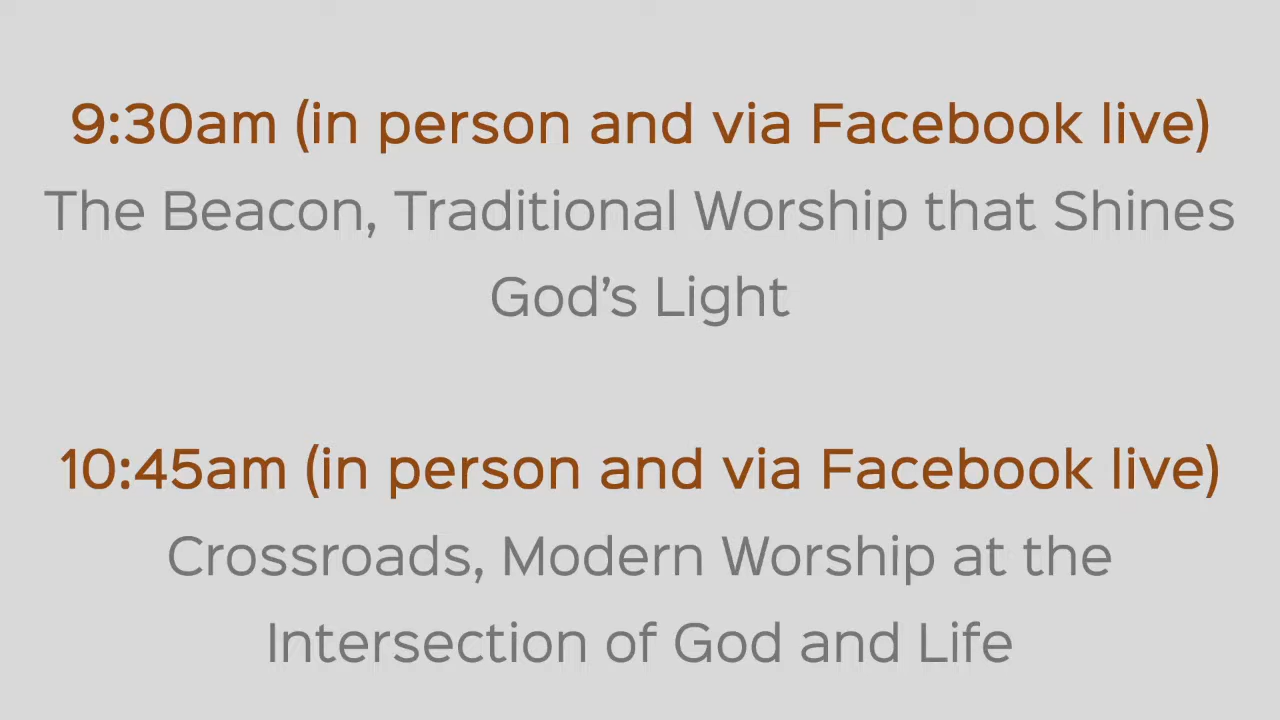 9:30am (in person and via Facebook live)
The Beacon, Traditional Worship that Shines
God’s Light
10:45am (in person and via Facebook live)
Crossroads, Modern Worship at the
Intersection of God and Life